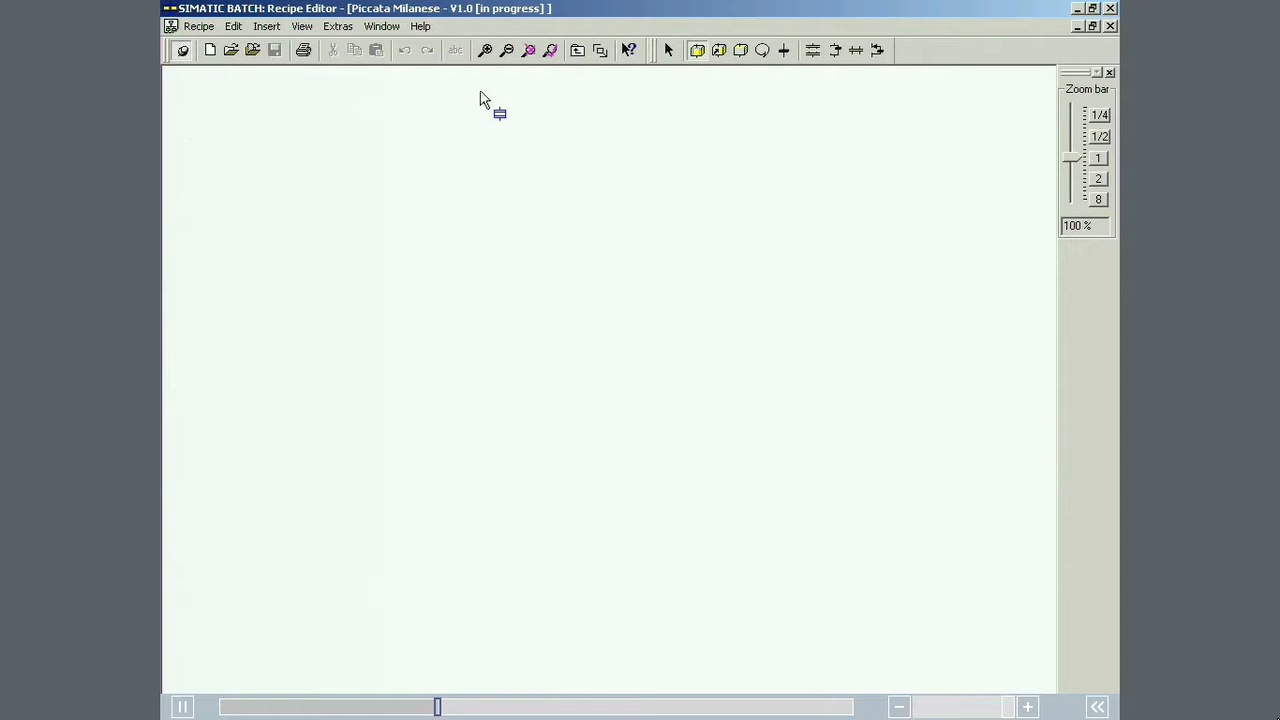 SIMATIC BATCH: Recipe Editor - [Piccata Milanese - V1.0 [in progress] ]
Recipe Edit Insert View Extras Window Help
abc
Zoom bar
1/4
1/2
1
2
8
100 %